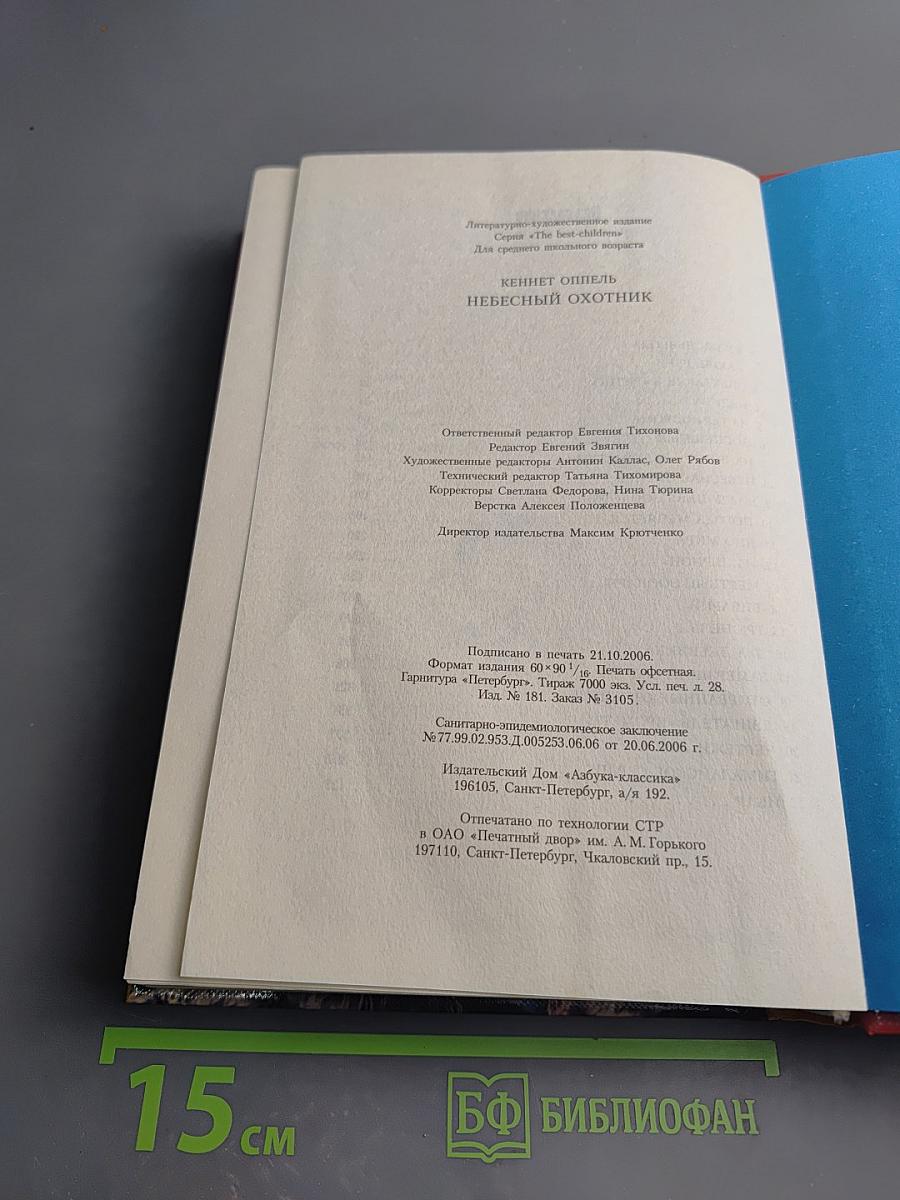 Литературно-художественное издание
Серия «The best-children»
Для среднего школьного возраста
КЕННЕТ ОППЕЛЬ
НЕБЕСНЫЙ ОХОТНИК
Ответственный редактор Евгения Тихонова
Редактор Евгений Звягин
Художественные редакторы Антонин Каллас, Олег Рябов
Технический редактор Татьяна Тихомирова
Корректоры Светлана Федорова, Нина Тюрина
Верстка Алексея Положенцева
Директор издательства Максим Крютченко
Подписано в печать 21.10.2006.
Формат издания 60×90 1/16. Печать офсетная.
Гарнитура «Петербург». Тираж 7000 экз. Усл. печ. л. 28.
Изд. № 181. Заказ № 3105.
Санитарно-эпидемиологическое заключение
№77.99.02.953.Д.005253.06.06 от 20.06.2006 г.
Издательский Дом «Азбука-классика»
196105, Санкт-Петербург, а/я 192.
Отпечатано по технологии CTP
в ОАО «Печатный двор» им. А. М. Горького
197110, Санкт-Петербург, Чкаловский пр., 15.
15 см
БФ БИБЛИОФАН